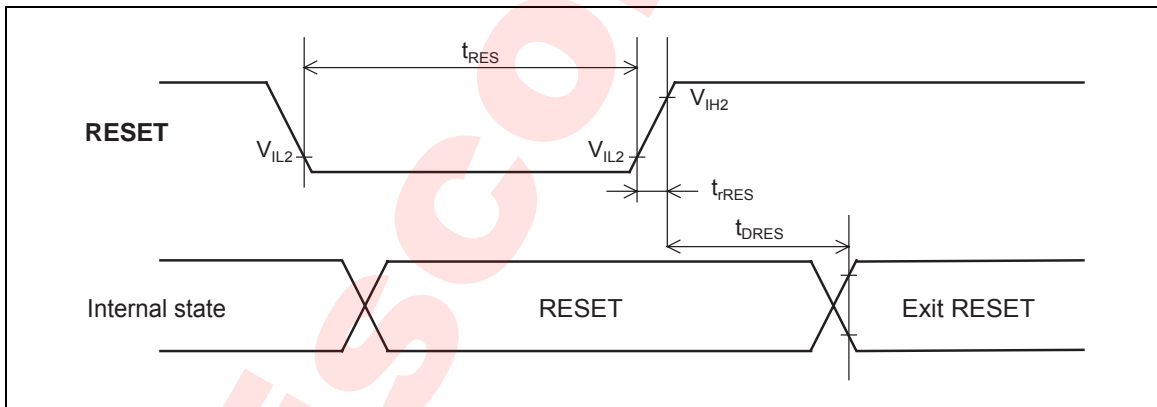 tRES
VIH2
RESET
VIL2
VIL2
trRES
tDRES
Internal state
RESET
Exit RESET